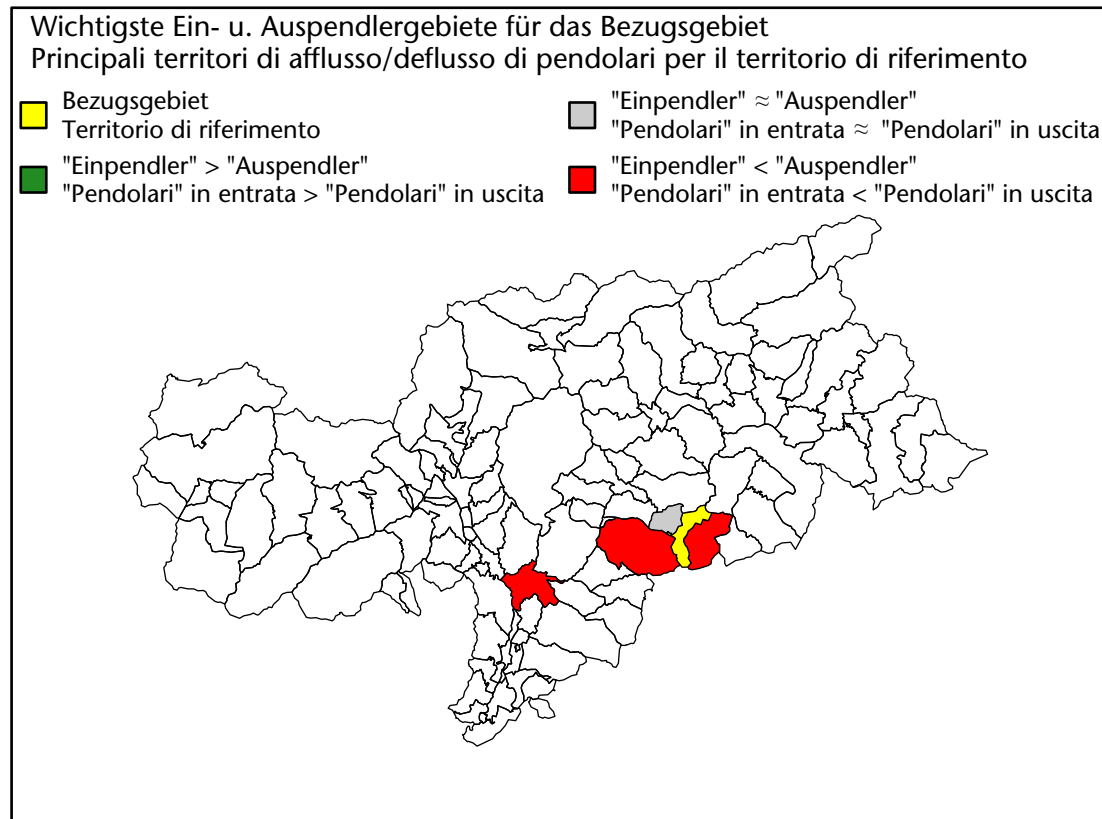 Wichtigste Ein- u. Auspendlergebiete für das Bezugsgebiet
Principali territori di afflusso/deflusso di pendolari per il territorio di riferimento
Bezugsgebiet
Territorio di riferimento
"Einpendler" > "Auspendler"
"Pendolari" in entrata > "Pendolari" in uscita
"Einpendler" ≈ "Auspendler"
"Pendolari" in entrata ≈ "Pendolari" in uscita
"Einpendler" < "Auspendler"
"Pendolari" in entrata < "Pendolari" in uscita